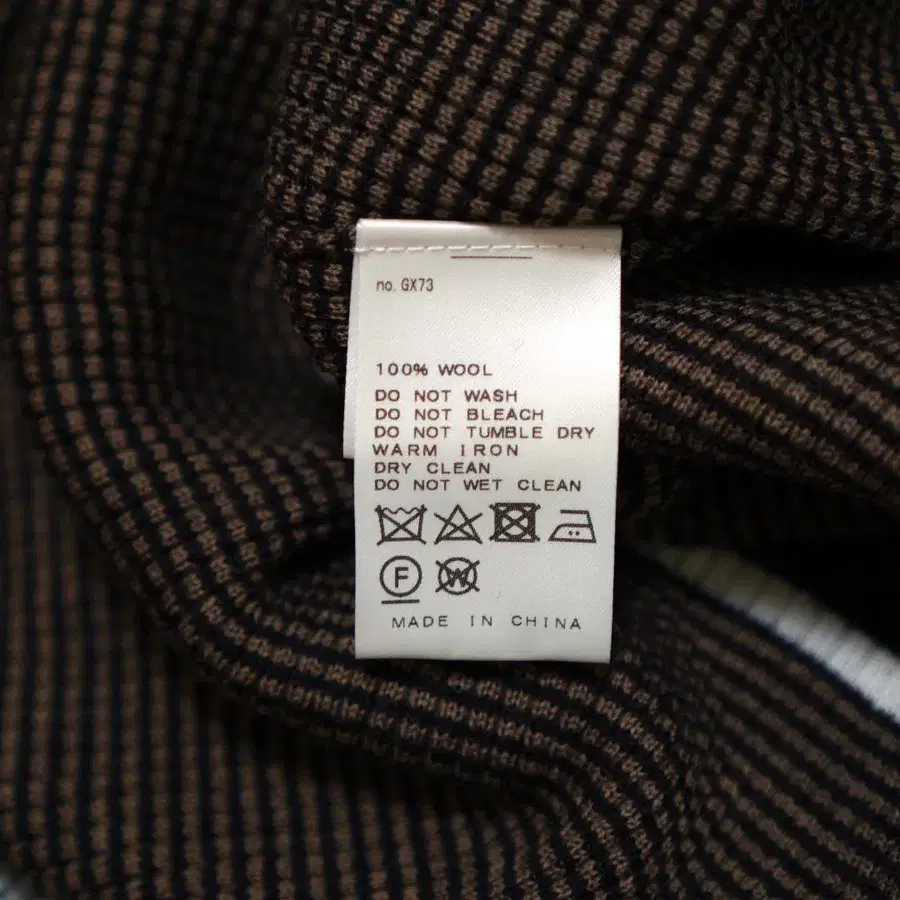 no. GX73
100% WOOL
DO NOT WASH
DO NOT BLEACH
DO NOT TUMBLE DRY
WARM IRON
DRY CLEAN
DO NOT WET CLEAN
F W
MADE IN CHINA